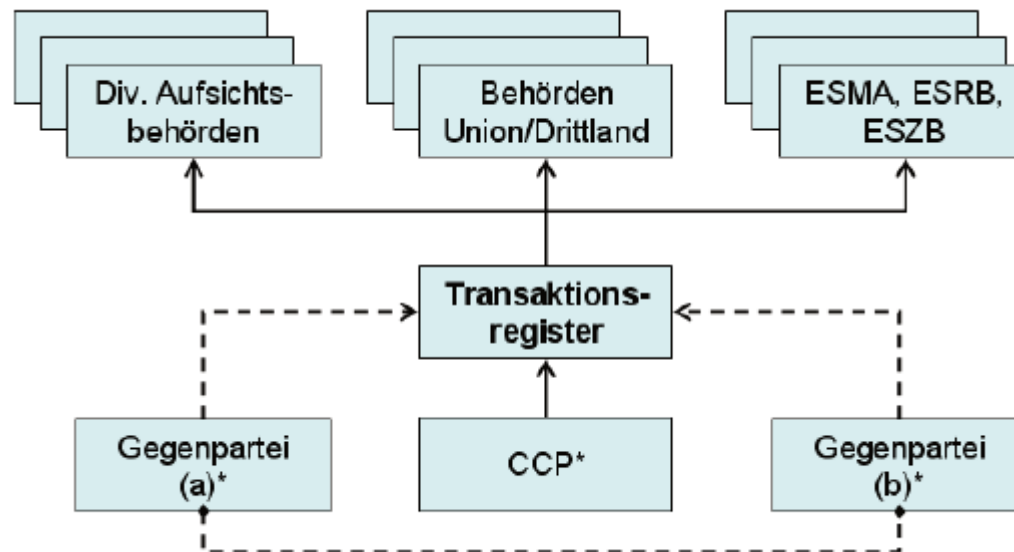 Div. Aufsichts-
behörden
Behörden
Union/Drittland
ESMA, ESRB,
ESZB
Transaktions-
register
Gegenpartei
(a)*
CCP*
Gegenpartei
(b)*